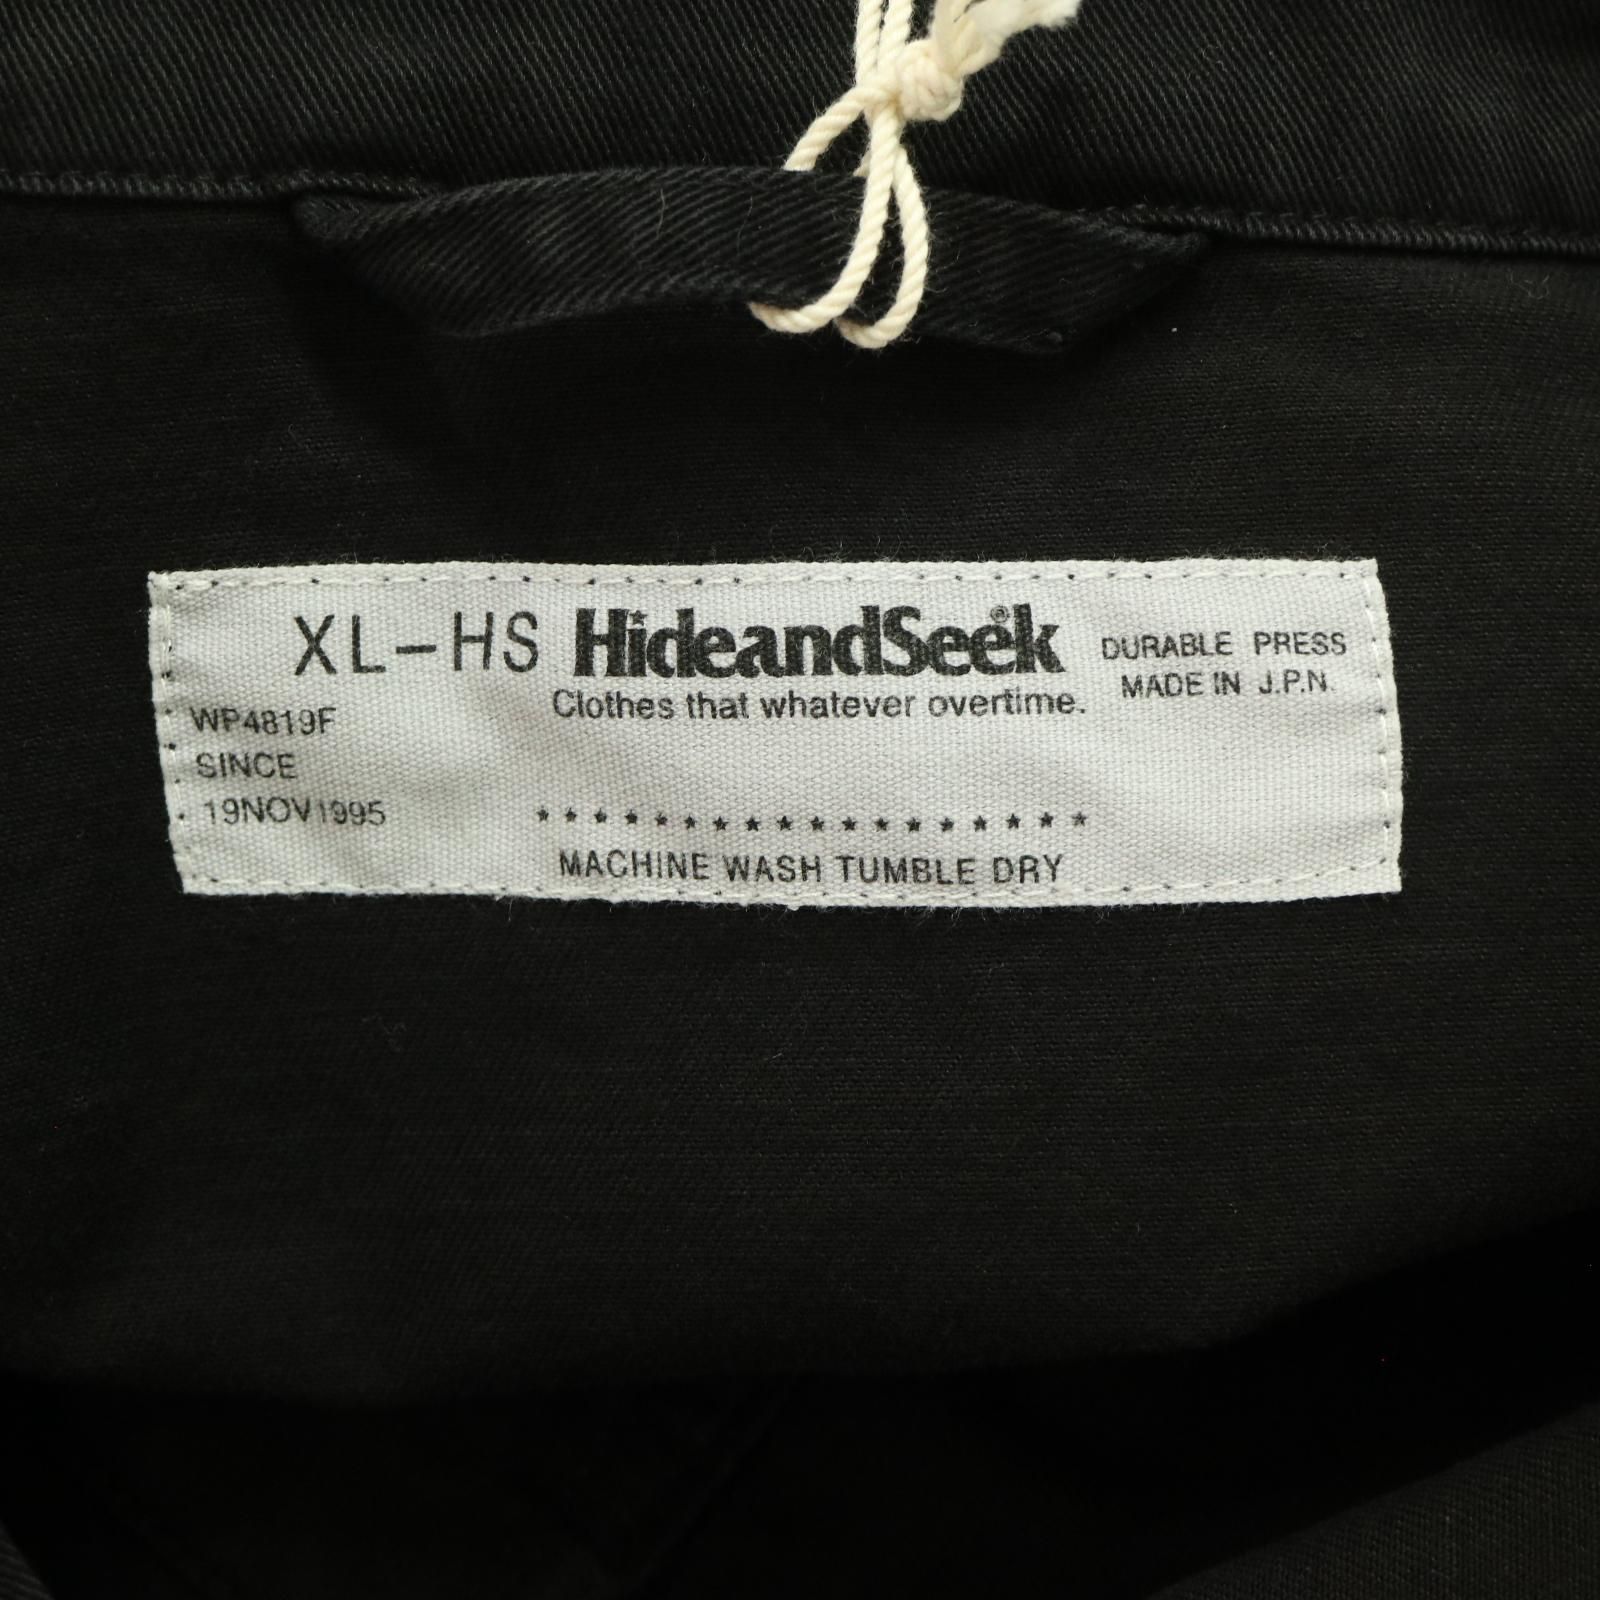 XL-HS HideandSeek® DURABLE PRESS
Clothes that whatever overtime. MADE IN J.P.N.
WP4819F
SINCE
19NOV1995
★★★★★★★★★★★★★★★★★★
MACHINE WASH TUMBLE DRY